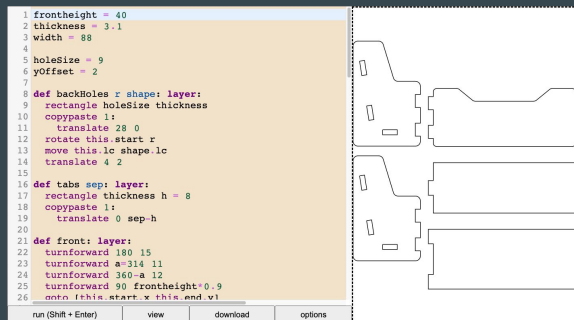 1 frontheight = 40
2 thickness = 3.1
3 width = 88
4
5 holeSize = 9
6 yOffset = 2
7
8 def backHoles r shape: layer:
9   rectangle holeSize thickness
10   copypaste 1:
11     translate 28 0
12   rotate this.start r
13   move this.lc shape.lc
14   translate 4 2
15
16 def tabs sep: layer:
17   rectangle thickness h = 8
18   copypaste 1:
19     translate 0 sep-h
20
21 def front: layer:
22   turnforward 180 15
23   turnforward a=314 11
24   turnforward 360-a 12
25   turnforward 90 frontheight*0.9
26   goto [this.start.x this.end.y]
run (Shift + Enter) view download options